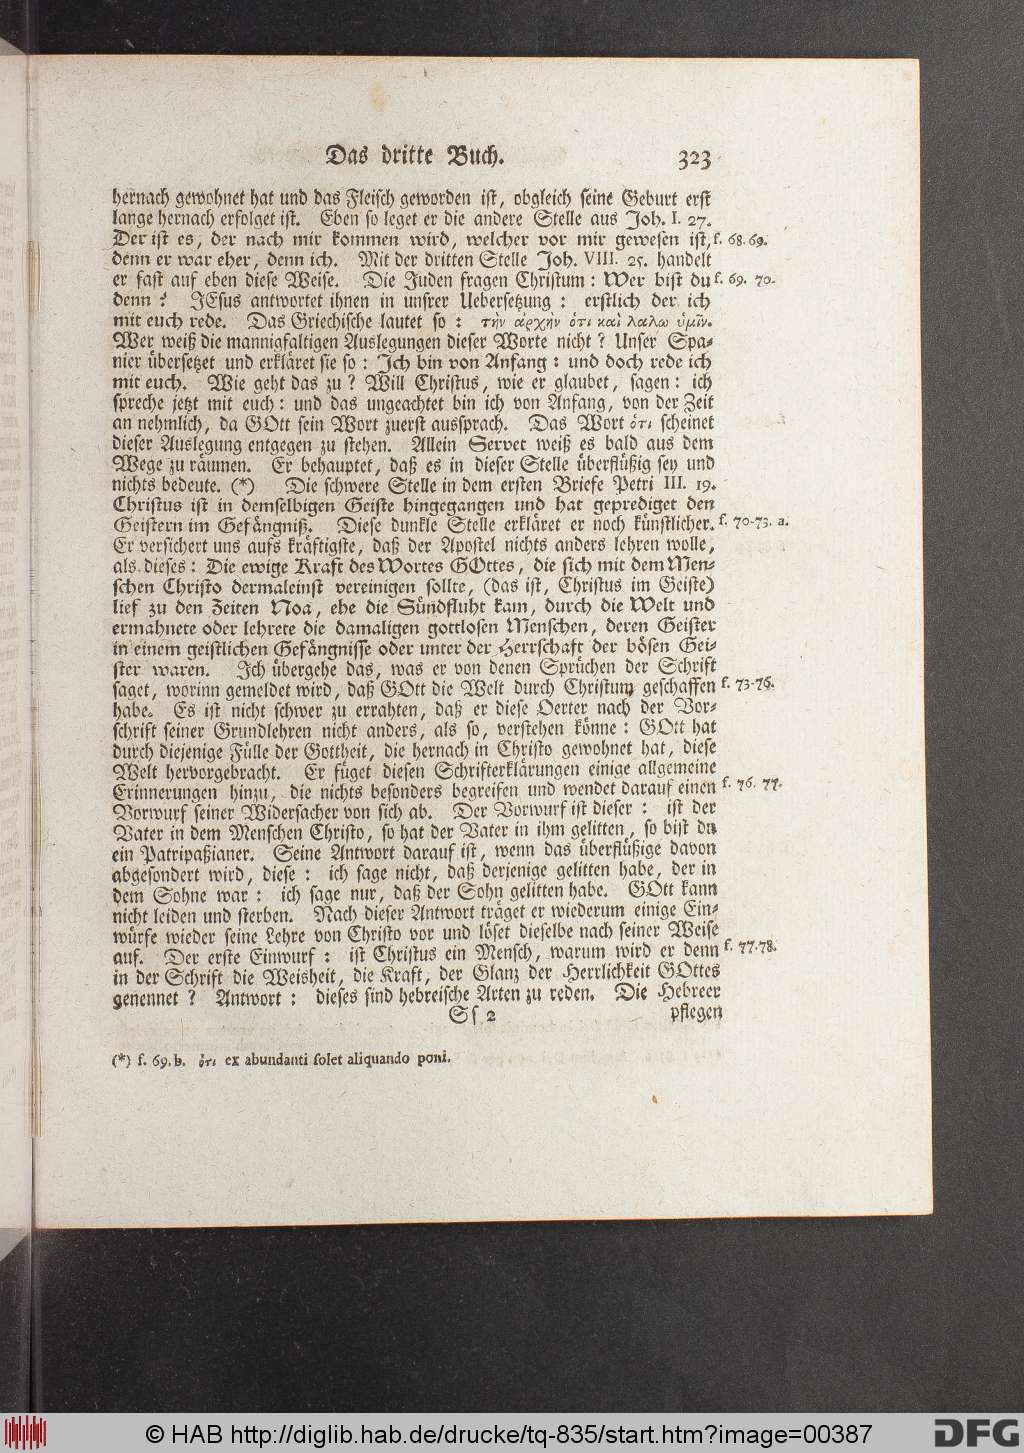 Das dritte Buch. 323
hernach gewohnet hat und das Fleisch geworden ist, obgleich seine Geburt erst
lange hernach erfolget ist. Eben so leget er die andere Stelle aus Joh. I. 27.
Der ist es, der nach mir kommen wird, welcher vor mir gewesen ist, f. 68. 69.
denn er war eher, denn ich. Mit der dritten Stelle Joh. VIII. 25. handelt
er fast auf eben diese Weise. Die Juden fragen Christum: Wer bist du f. 69. 70.
denn? JEsus antwortet ihnen in unsrer Uebersetzung: erstlich der ich
mit euch rede. Das Griechische lautet so: τὴν ἀρχὴν ὁτι καὶ λαλω ὑμῖν.
Wer weiß die mannigfaltigen Auslegungen dieser Worte nicht? Unser Spa-
nier übersetzet und erkläret sie so: Ich bin von Anfang: und doch rede ich
mit euch. Wie geht das zu? Will Christus, wie er glaubet, sagen: ich
spreche jetzt mit euch: und das ungeachtet bin ich von Anfang, von der Zeit
an nehmlich, da GOtt sein Wort zuerst aussprach. Das Wort ὁτι scheinet
dieser Auslegung entgegen zu stehen. Allein Servet weiß es bald aus dem
Wege zu räumen. Er behauptet, daß es in dieser Stelle überflüßig sey und
nichts bedeute. (*) Die schwere Stelle in dem ersten Briefe Petri III. 19.
Christus ist in demselbigen Geiste hingegangen und hat geprediget den
Geistern im Gefängniß. Diese dunkle Stelle erkläret er noch künstlicher. f. 70-73. a.
Er versichert uns aufs kräftigste, daß der Apostel nichts anders lehren wolle,
als dieses: Die ewige Kraft des Wortes GOttes, die sich mit dem Men-
schen Christo dermaleinst vereinigen sollte, (das ist, Christus im Geiste)
lief zu den Zeiten Noa, ehe die Sündfluht kam, durch die Welt und
ermahnete oder lehrete die damaligen gottlosen Menschen, deren Geister
in einem geistlichen Gefängnisse oder unter der Herrschaft der bösen Gei-
ster waren. Ich übergehe das, was er von denen Sprüchen der Schrift
saget, worinn gemeldet wird, daß GOtt die Welt durch Christum geschaffen f. 73-76.
habe. Es ist nicht schwer zu errahten, daß er diese Oerter nach der Vor-
schrift seiner Grundlehren nicht anders, als so, verstehen könne: GOtt hat
durch diejenige Fülle der Gottheit, die hernach in Christo gewohnet hat, diese
Welt hervorgebracht. Er füget diesen Schrifterklärungen einige allgemeine
Erinnerungen hinzu, die nichts besonders begreifen und wendet darauf einen f. 76. 77.
Vorwurf seiner Widersacher von sich ab. Der Vorwurf ist dieser: ist der
Vater in dem Menschen Christo, so hat der Vater in ihm gelitten, so bist du
ein Patripaßianer. Seine Antwort darauf ist, wenn das überflüßige davon
abgesondert wird, diese: ich sage nicht, daß derjenige gelitten habe, der in
dem Sohne war: ich sage nur, daß der Sohn gelitten habe. GOtt kann
nicht leiden und sterben. Nach dieser Antwort träget er wiederum einige Ein-
würfe wieder seine Lehre von Christo vor und löset dieselbe nach seiner Weise
auf. Der erste Einwurf: ist Christus ein Mensch, warum wird er denn f. 77-78.
in der Schrift die Weisheit, die Kraft, der Glanz der Herrlichkeit GOttes
genennet? Antwort: dieses sind hebreische Arten zu reden. Die Hebreer
Ss 2 pflegen
(*) f. 69. b. ὁτι ex abundanti solet aliquando poni.
© HAB http://diglib.hab.de/drucke/tq-835/start.htm?image=00387
DFG